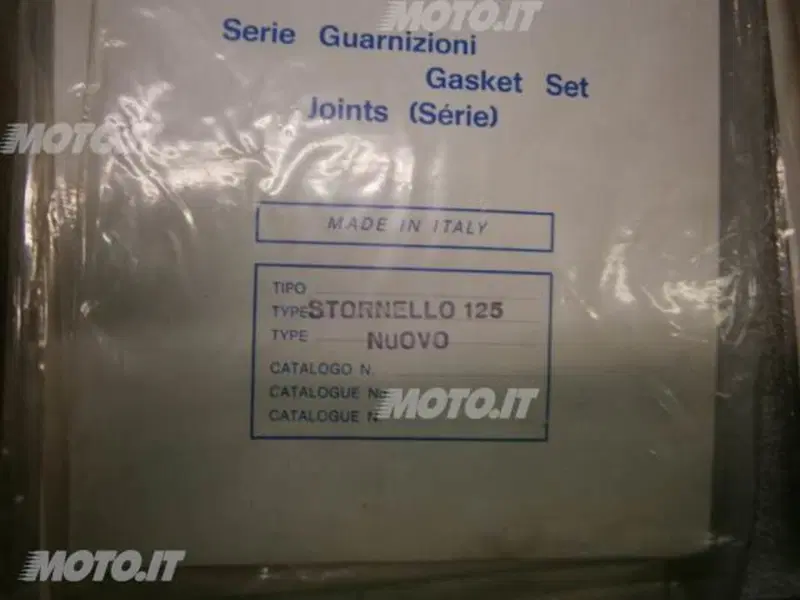 MOTO.IT
Serie Guarnizioni
Gasket Set
Joints (Série)
MOTO.IT
MADE IN ITALY
TIPO
TYPE STORNELLO 125
TYPE NUOVO
CATALOGO N.
CATALOGUE N.
CATALOGUE N.
MOTO.IT
MOTO.IT